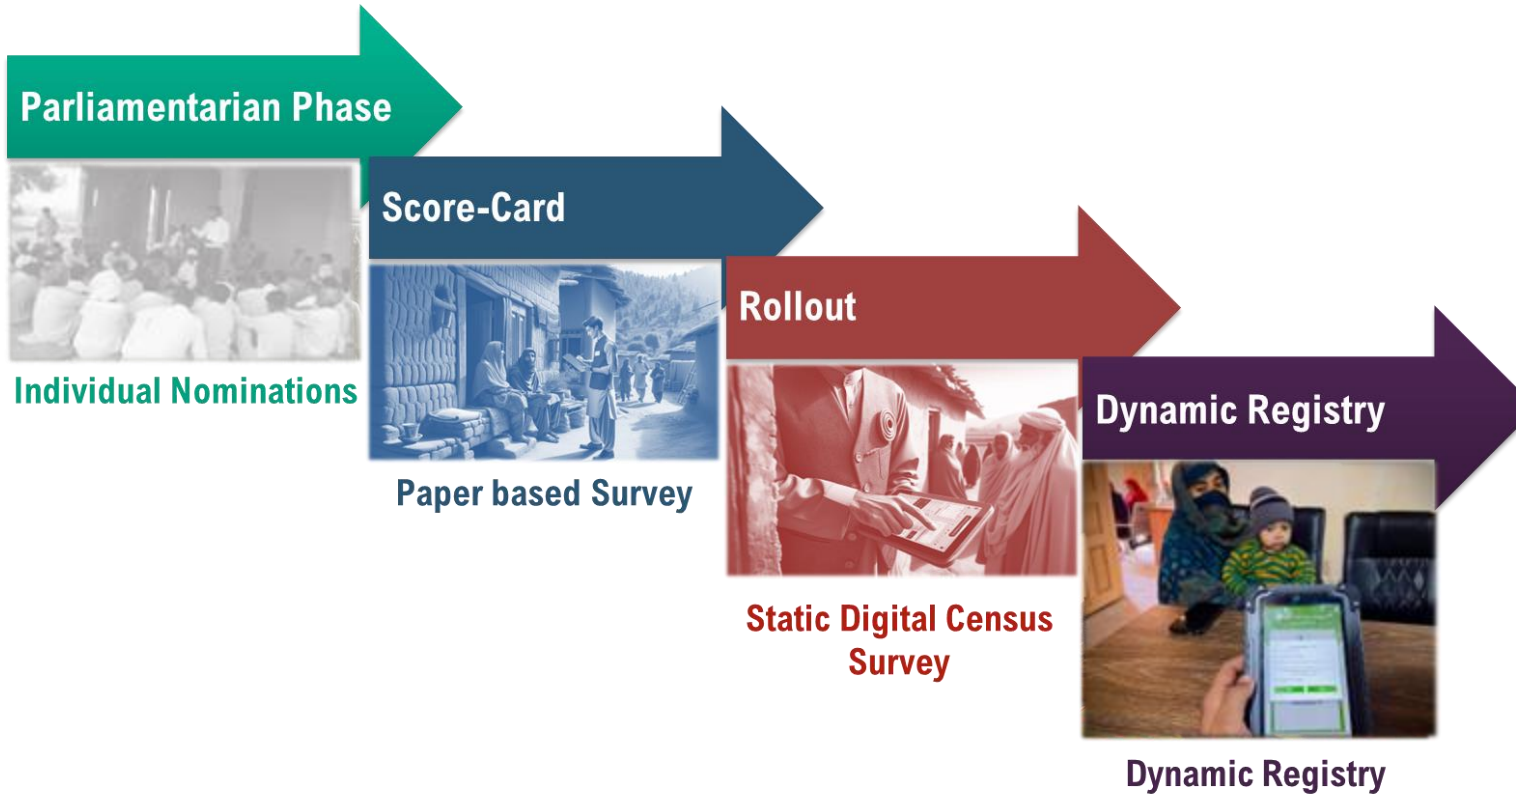 Parliamentarian Phase
Individual Nominations
Score-Card
Paper based Survey
Rollout
Static Digital Census
Survey
Dynamic Registry
Dynamic Registry